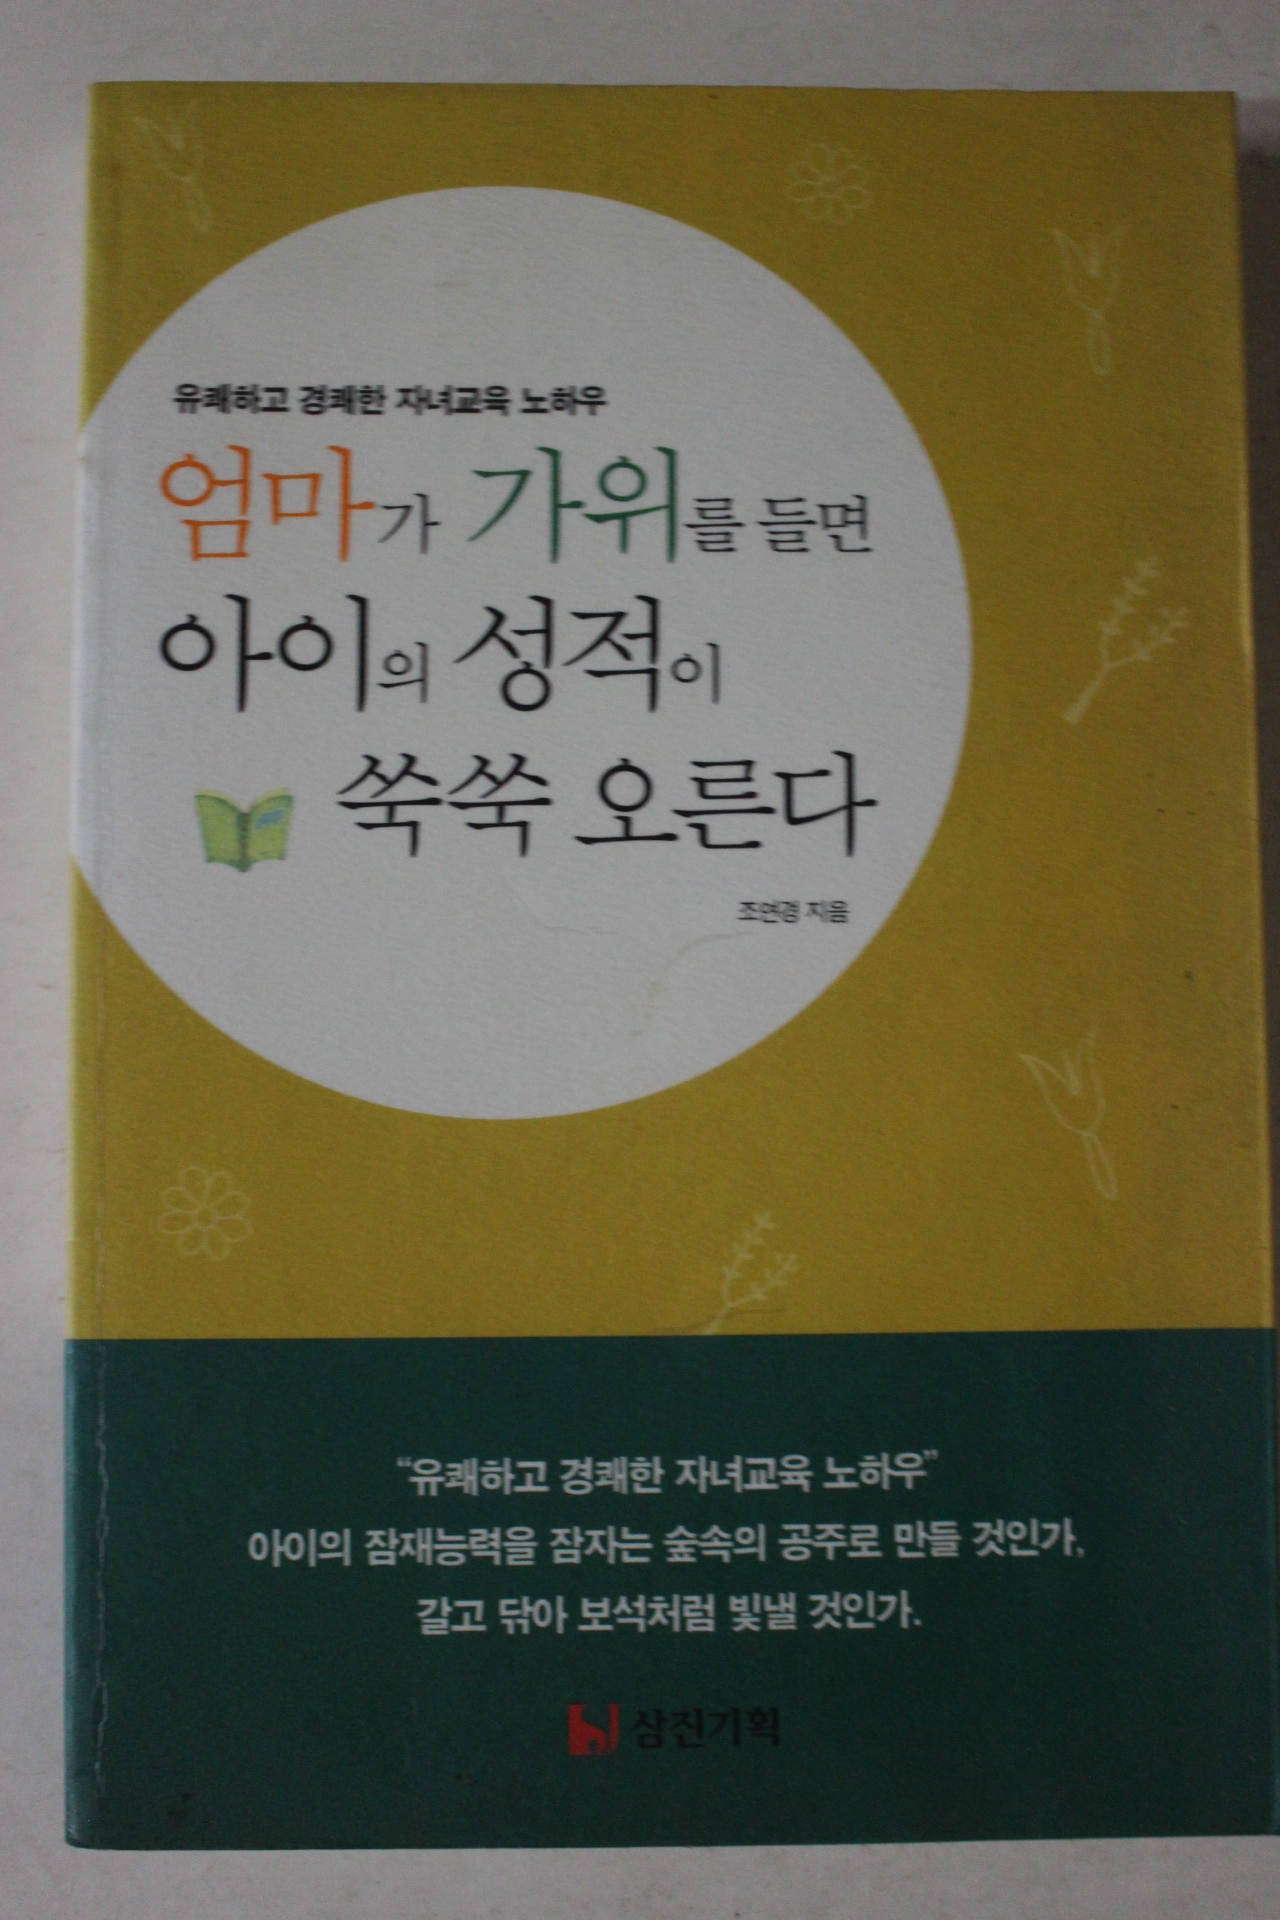 유쾌하고 경쾌한 자녀교육 노하우
엄마가 가위를 들면
아이의 성적이
쑥쑥 오른다
조연경 지음
“유쾌하고 경쾌한 자녀교육 노하우”
아이의 잠재능력을 잠자는 숲속의 공주로 만들 것인가,
갈고 닦아 보석처럼 빛낼 것인가.
삼진기획